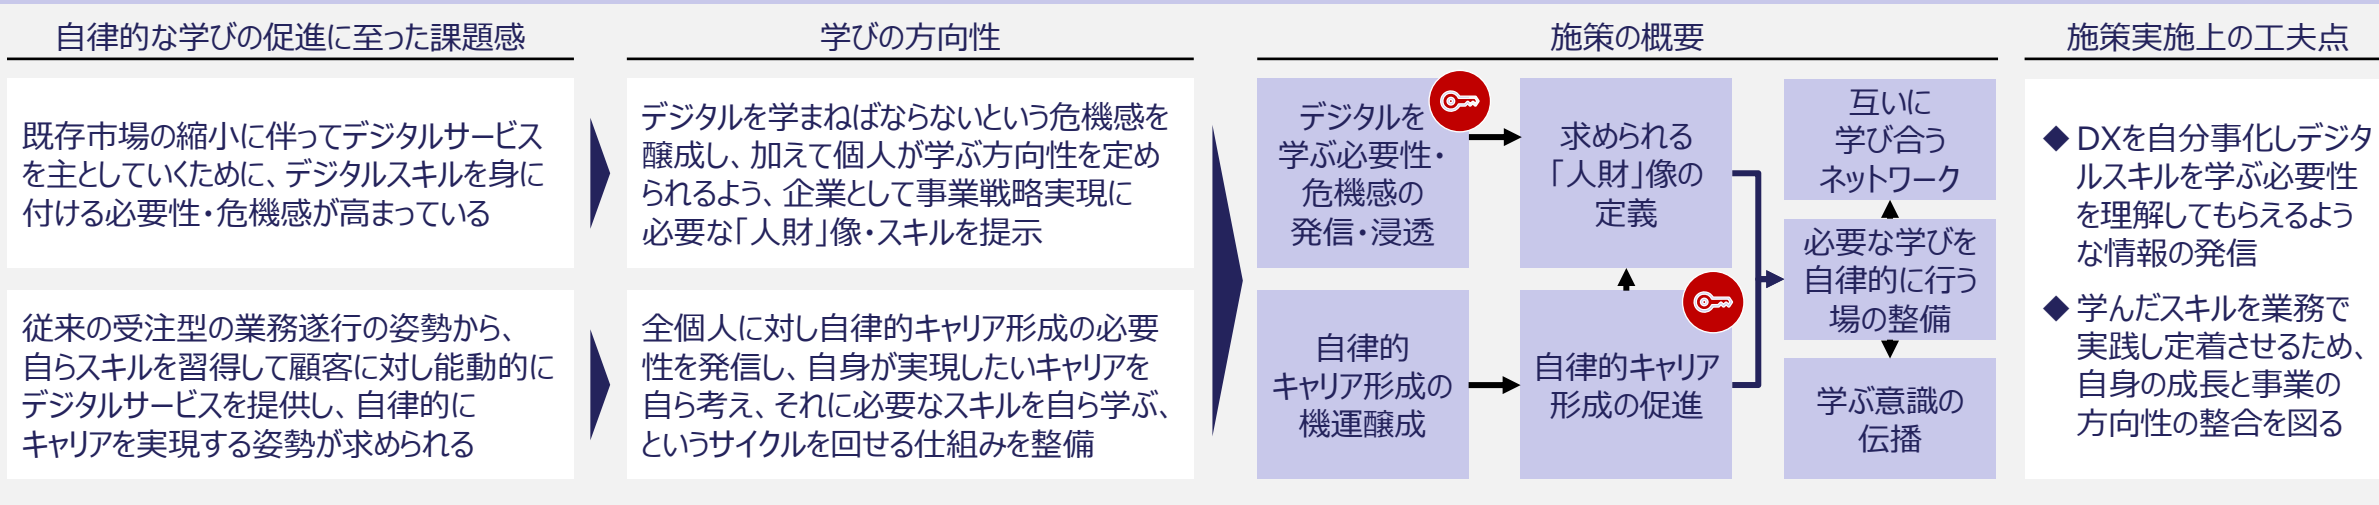 自律的な学びの促進に至った課題感
既存市場の縮小に伴ってデジタルサービス
を主としていくために、デジタルスキルを身に
付ける必要性・危機感が高まっている
従来の受注型の業務遂行の姿勢から、
自らスキルを習得して顧客に対し能動的に
デジタルサービスを提供し、自律的に
キャリアを実現する姿勢が求められる
学びの方向性
デジタルを学まねばならないという危機感を
醸成し、加えて個人が学ぶ方向性を定め
られるよう、企業として事業戦略実現に
必要な「人財」像・スキルを提示
全個人に対し自律的キャリア形成の必要
性を発信し、自身が実現したいキャリアを
自ら考え、それに必要なスキルを自ら学ぶ、
というサイクルを回せる仕組みを整備
施策の概要
デジタルを
学ぶ必要性・
危機感の
発信・浸透
求められる
「人財」像の
定義
自律的
キャリア形成の
機運醸成
自律的キャリア
形成の促進
互いに
学び合う
ネットワーク
必要な学びを
自律的に行う
場の整備
学ぶ意識の
伝播
施策実施上の工夫点
◆ DXを自分事化しデジタ
ルスキルを学ぶ必要性
を理解してもらえるよう
な情報の発信
◆ 学んだスキルを業務で
実践し定着させるため、
自身の成長と事業の
方向性の整合を図る